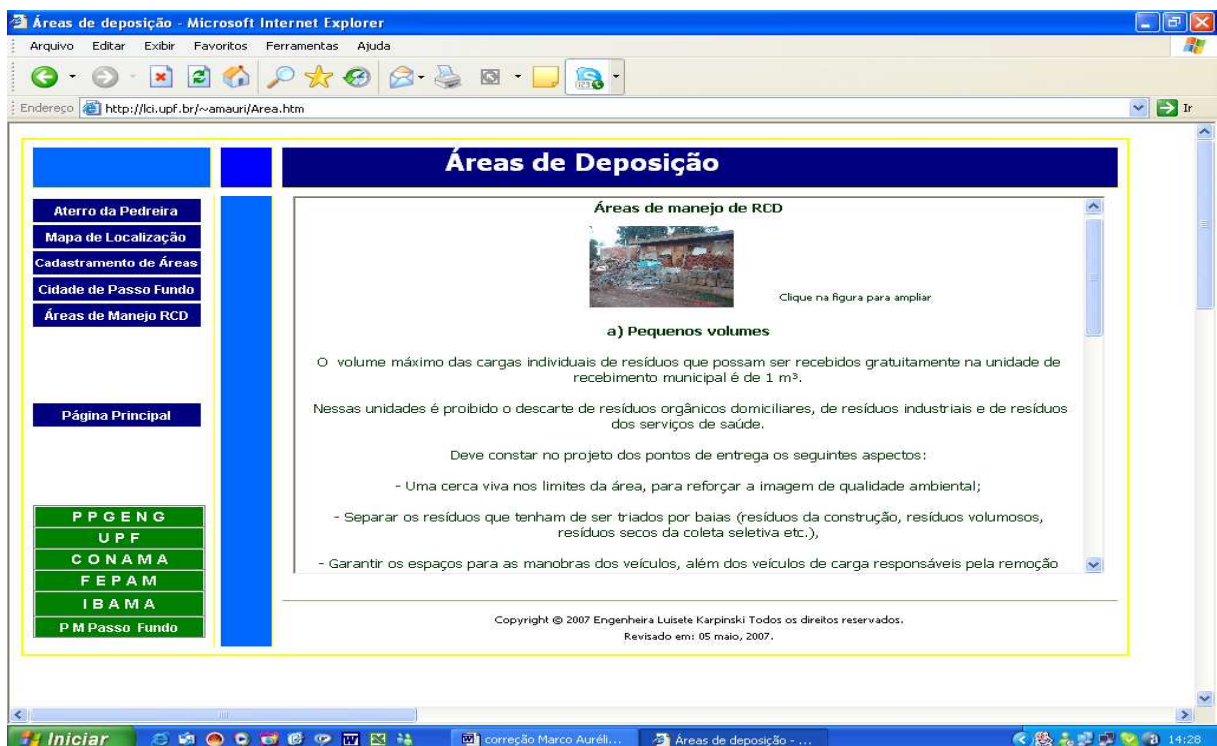 Áreas de deposição - Microsoft Internet Explorer
Arquivo Editar Exibir Favoritos Ferramentas Ajuda
Endereço http://lci.upf.br/~amauri/Area.htm Ir
Áreas de Deposição
Aterro da Pedreira
Mapa de Localização
Cadastramento de Áreas
Cidade de Passo Fundo
Áreas de Manejo RCD
Página Principal
PPGENG
UPF
CONAMA
FEPAM
IBAMA
P M Passo Fundo
Áreas de manejo de RCD
Clique na figura para ampliar
a) Pequenos volumes
O volume máximo das cargas individuais de resíduos que possam ser recebidos gratuitamente na unidade de
recebimento municipal é de 1 m³.
Nessas unidades é proibido o descarte de resíduos orgânicos domiciliares, de resíduos industriais e de resíduos
dos serviços de saúde.
Deve constar no projeto dos pontos de entrega os seguintes aspectos:
- Uma cerca viva nos limites da área, para reforçar a imagem de qualidade ambiental;
- Separar os resíduos que tenham de ser triados por baias (resíduos da construção, resíduos volumosos,
resíduos secos da coleta seletiva etc.),
- Garantir os espaços para as manobras dos veículos, além dos veículos de carga responsáveis pela remoção
Copyright © 2007 Engenheira Luisete Karpinski Todos os direitos reservados.
Revisado em: 05 maio, 2007.
Iniciar correção Marco Auréli... Áreas de deposição - ... 14:28